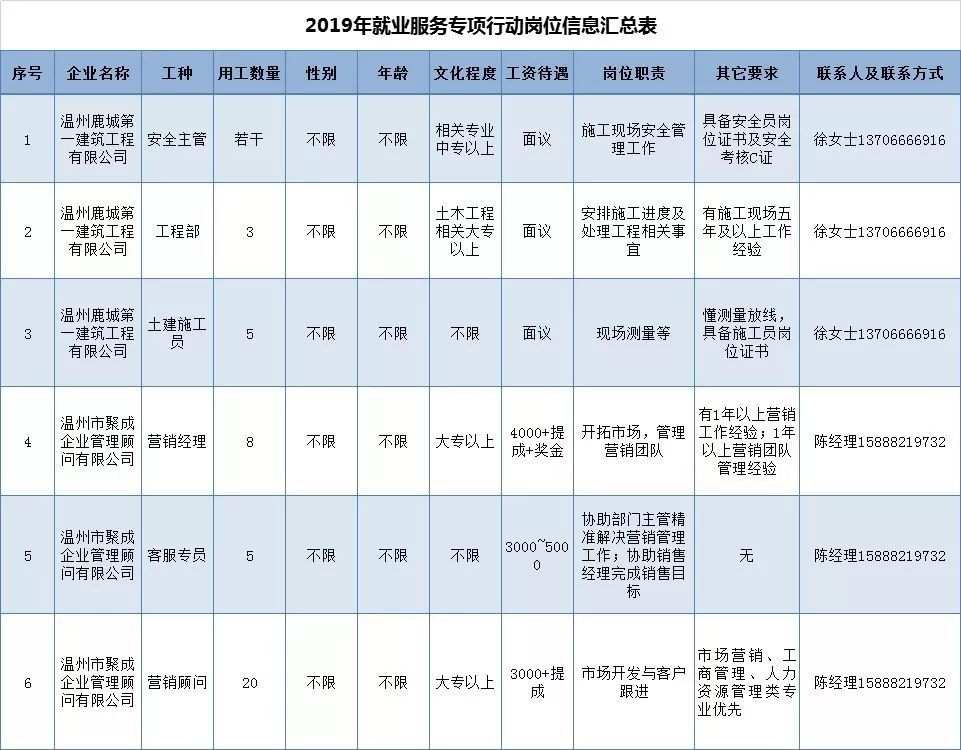 2019年就业服务专项行动岗位信息汇总表
序号 企业名称 工种 用工数量 性别 年龄 文化程度 工资待遇 岗位职责 其它要求 联系人及联系方式
1
温州鹿城第
一建筑工程
有限公司
安全主管
若干
不限
不限
相关专业
中专以上
面议
施工现场安全管
理工作
具备安全员岗
位证书及安全
考核C证
徐女士13706666916
2
温州鹿城第
一建筑工程
有限公司
工程部
3
不限
不限
土木工程
相关大专
以上
面议
安排施工进度及
处理工程相关事
宜
有施工现场五
年及以上工作
经验
徐女士13706666916
3
温州鹿城第
一建筑工程
有限公司
土建施工
员
5
不限
不限
不限
面议
现场测量等
懂测量放线，
具备施工员岗
位证书
徐女士13706666916
4
温州市聚成
企业管理顾
问有限公司
营销经理
8
不限
不限
大专以上
4000+提
成+奖金
开拓市场，管理
营销团队
有1年以上营销
工作经验；1年
以上营销团队
管理经验
陈经理15888219732
5
温州市聚成
企业管理顾
问有限公司
客服专员
5
不限
不限
不限
3000~500
0
协助部门主管精
准解决营销管理
工作；协助销售
经理完成销售目
标
无
陈经理15888219732
6
温州市聚成
企业管理顾
问有限公司
营销顾问
20
不限
不限
大专以上
3000+提
成
市场开发与客户
跟进
市场营销、工
商管理、人力
资源管理类专
业优先
陈经理15888219732